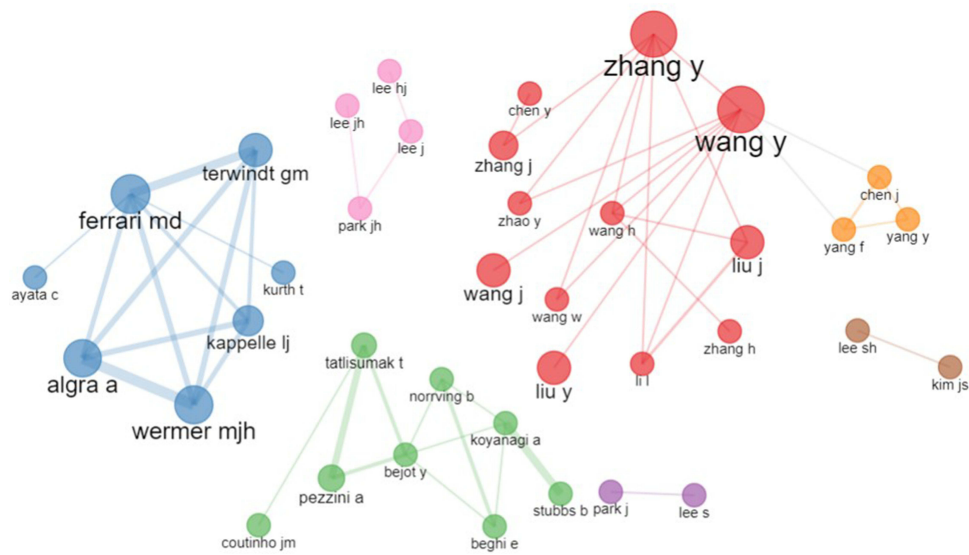 zhang y
lee hj
chen y
lee jh
wang y
lee j
zhang j
terwindt gm
chen j
ferrari md
zhao y
park jh
wang h
yang y
yang f
liu j
kurth t
ayata c
wang j
wang w
kappelle lj
zhang h
lee sh
tatlisumak t
li l
algra a
liu y
kim js
norrving b
wermer mjh
koyanagi a
bejot y
pezzini a
stubbs b
park j
lee s
coutinho jm
beghi e